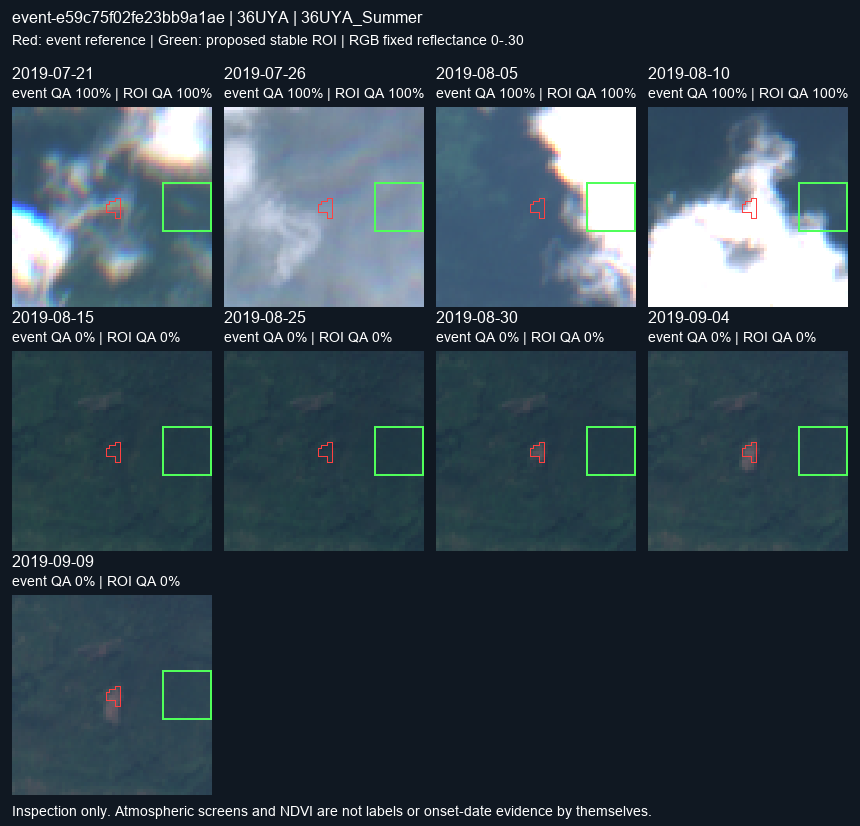 event-e59c75f02fe23bb9a1ae | 36UYA | 36UYA_Summer
Red: event reference | Green: proposed stable ROI | RGB fixed reflectance 0-.30
2019-07-21
event QA 100% | ROI QA 100%
2019-07-26
event QA 100% | ROI QA 100%
2019-08-05
event QA 100% | ROI QA 100%
2019-08-10
event QA 100% | ROI QA 100%
2019-08-15
event QA 0% | ROI QA 0%
2019-08-25
event QA 0% | ROI QA 0%
2019-08-30
event QA 0% | ROI QA 0%
2019-09-04
event QA 0% | ROI QA 0%
2019-09-09
event QA 0% | ROI QA 0%
Inspection only. Atmospheric screens and NDVI are not labels or onset-date evidence by themselves.